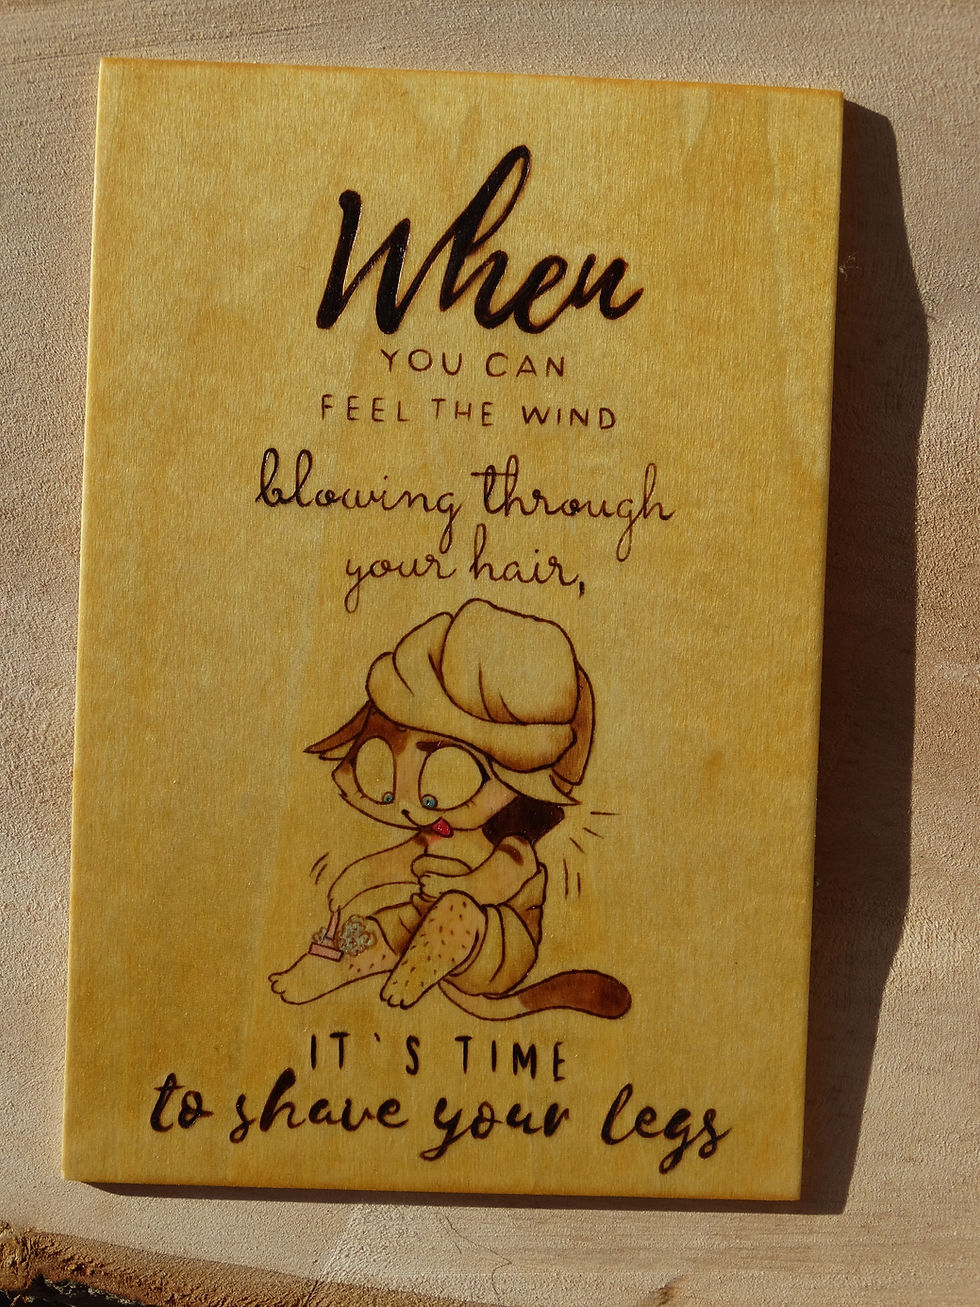 When
YOU CAN
FEEL THE WIND
blowing through
your hair,
IT'S TIME
to shave your legs